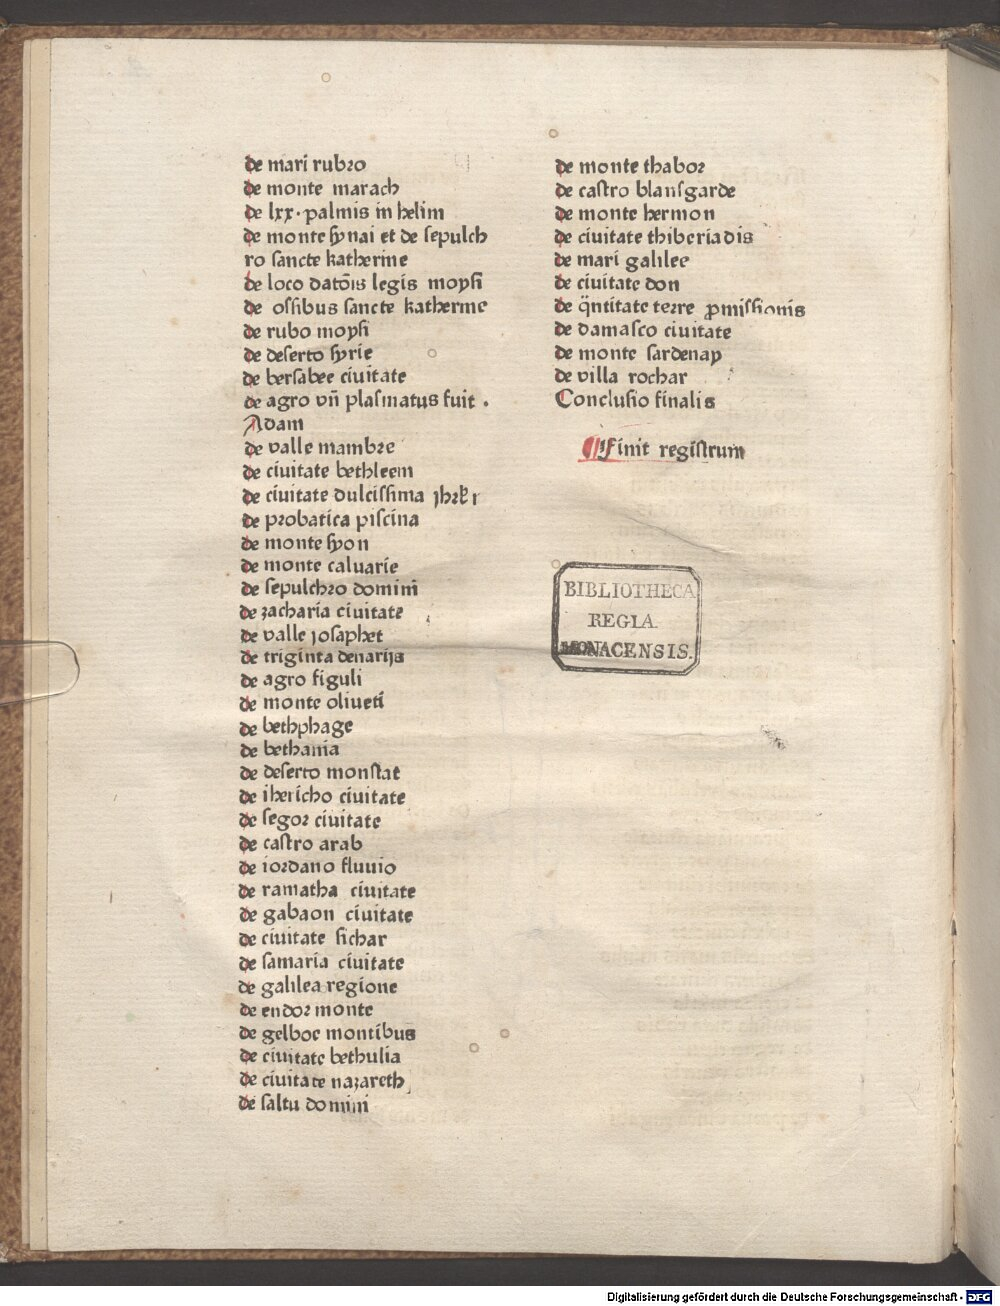 de mari rubro
de monte marach
de lxx. palmis in helim
de monte synai et de sepulch
ro sancte katherine
de loco datōis legis moysi
de ossibus sancte katherine
de rubo moysi
de deserto syrie
de bersabee ciuitate
de agro vn̄ plasmatus fuit .
Adam
de valle mambre
de ciuitate bethleem
de ciuitate dulcissima
de probatica piscina
de monte syon
de monte caluarie
de sepulchro domini
de zacharia ciuitate
de valle iosaphet
de triginta denarijs
de agro figuli
de monte oliueti
de bethphage
de bethania
de deserto monstat
de ihericho ciuitate
de segor ciuitate
de castro arab
de iordano fluuio
de ramatha ciuitate
de gabaon ciuitate
de ciuitate sichar
de samaria ciuitate
de galilea regione
de endor monte
de gelboe montibus
de ciuitate bethulia
de ciuitate nazareth
de saltu domini
de monte thabor
de castro blansgarde
de monte hermon
de ciuitate thiberiadis
de mari galilee
de ciuitate don
de q̄ntitate terre ꝓmissionis
de damasco ciuitate
de monte sardenay
de villa rochar
Conclusio finalis
¶ Finit registrum
BIBLIOTHECA
REGIA
MONACENSIS.
Digitalisierung gefördert durch die Deutsche Forschungsgemeinschaft - DFG